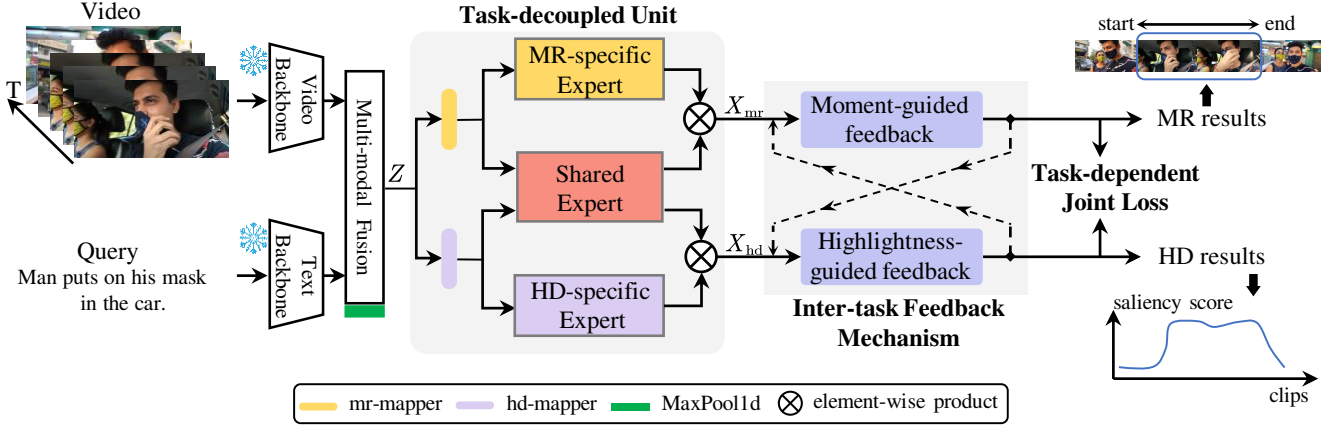 Video
T
Video
Backbone
Query
Man puts on his mask
in the car.
Text
Backbone
Multi-modal Fusion
Z
Task-decoupled Unit
MR-specific
Expert
Shared
Expert
HD-specific
Expert
X_mr
X_hd
Moment-guided
feedback
Highlightness-
guided feedback
Inter-task Feedback
Mechanism
start
end
MR results
Task-dependent
Joint Loss
HD results
saliency score
clips
mr-mapper
hd-mapper
MaxPool1d
element-wise product